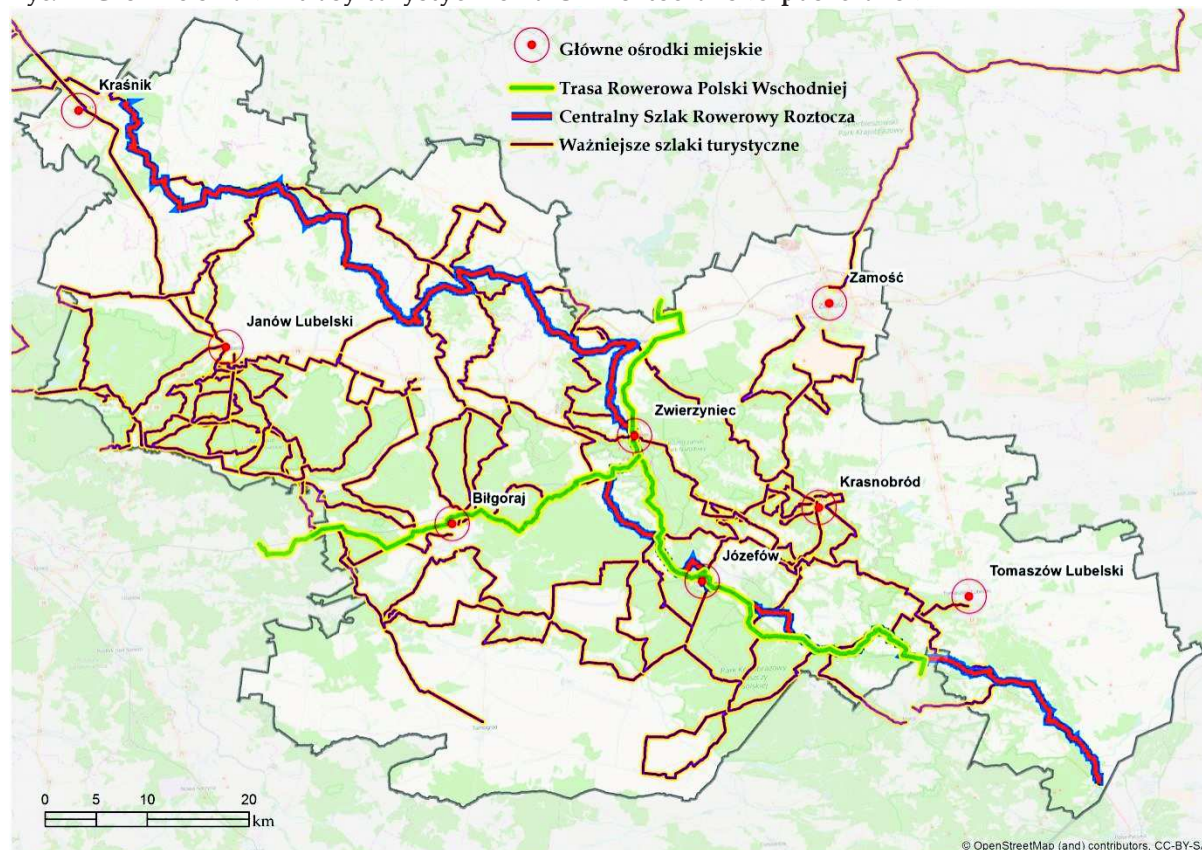 Główne ośrodki miejskie
Trasa Rowerowa Polski Wschodniej
Centralny Szlak Rowerowy Roztocza
Ważniejsze szlaki turystyczne
Kraśnik
Zamość
Janów Lubelski
Zwierzyniec
Krasnobród
Biłgoraj
Józefów
Tomaszów Lubelski
0 5 10 20
km
© OpenStreetMap (and) contributors, CC-BY-S